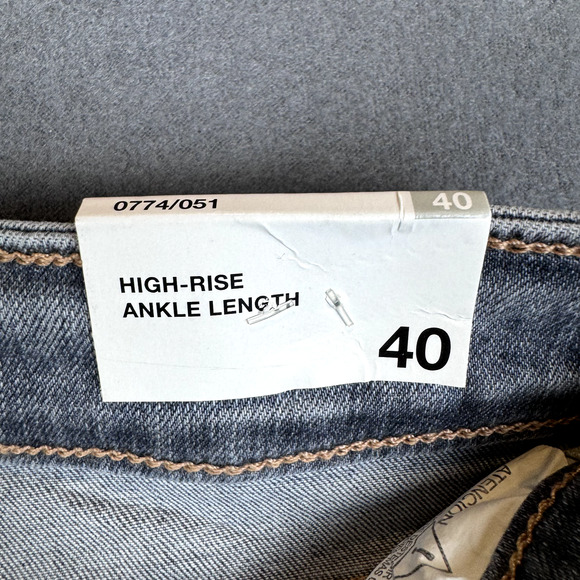 0774/051
40
HIGH-RISE
ANKLE LENGTH
40
ATENCION